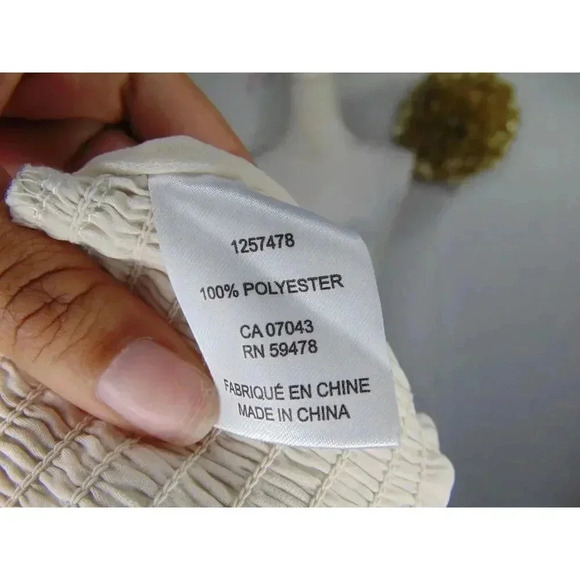 1257478
100% POLYESTER
CA 07043
RN 59478
FABRIQUÉ EN CHINE
MADE IN CHINA